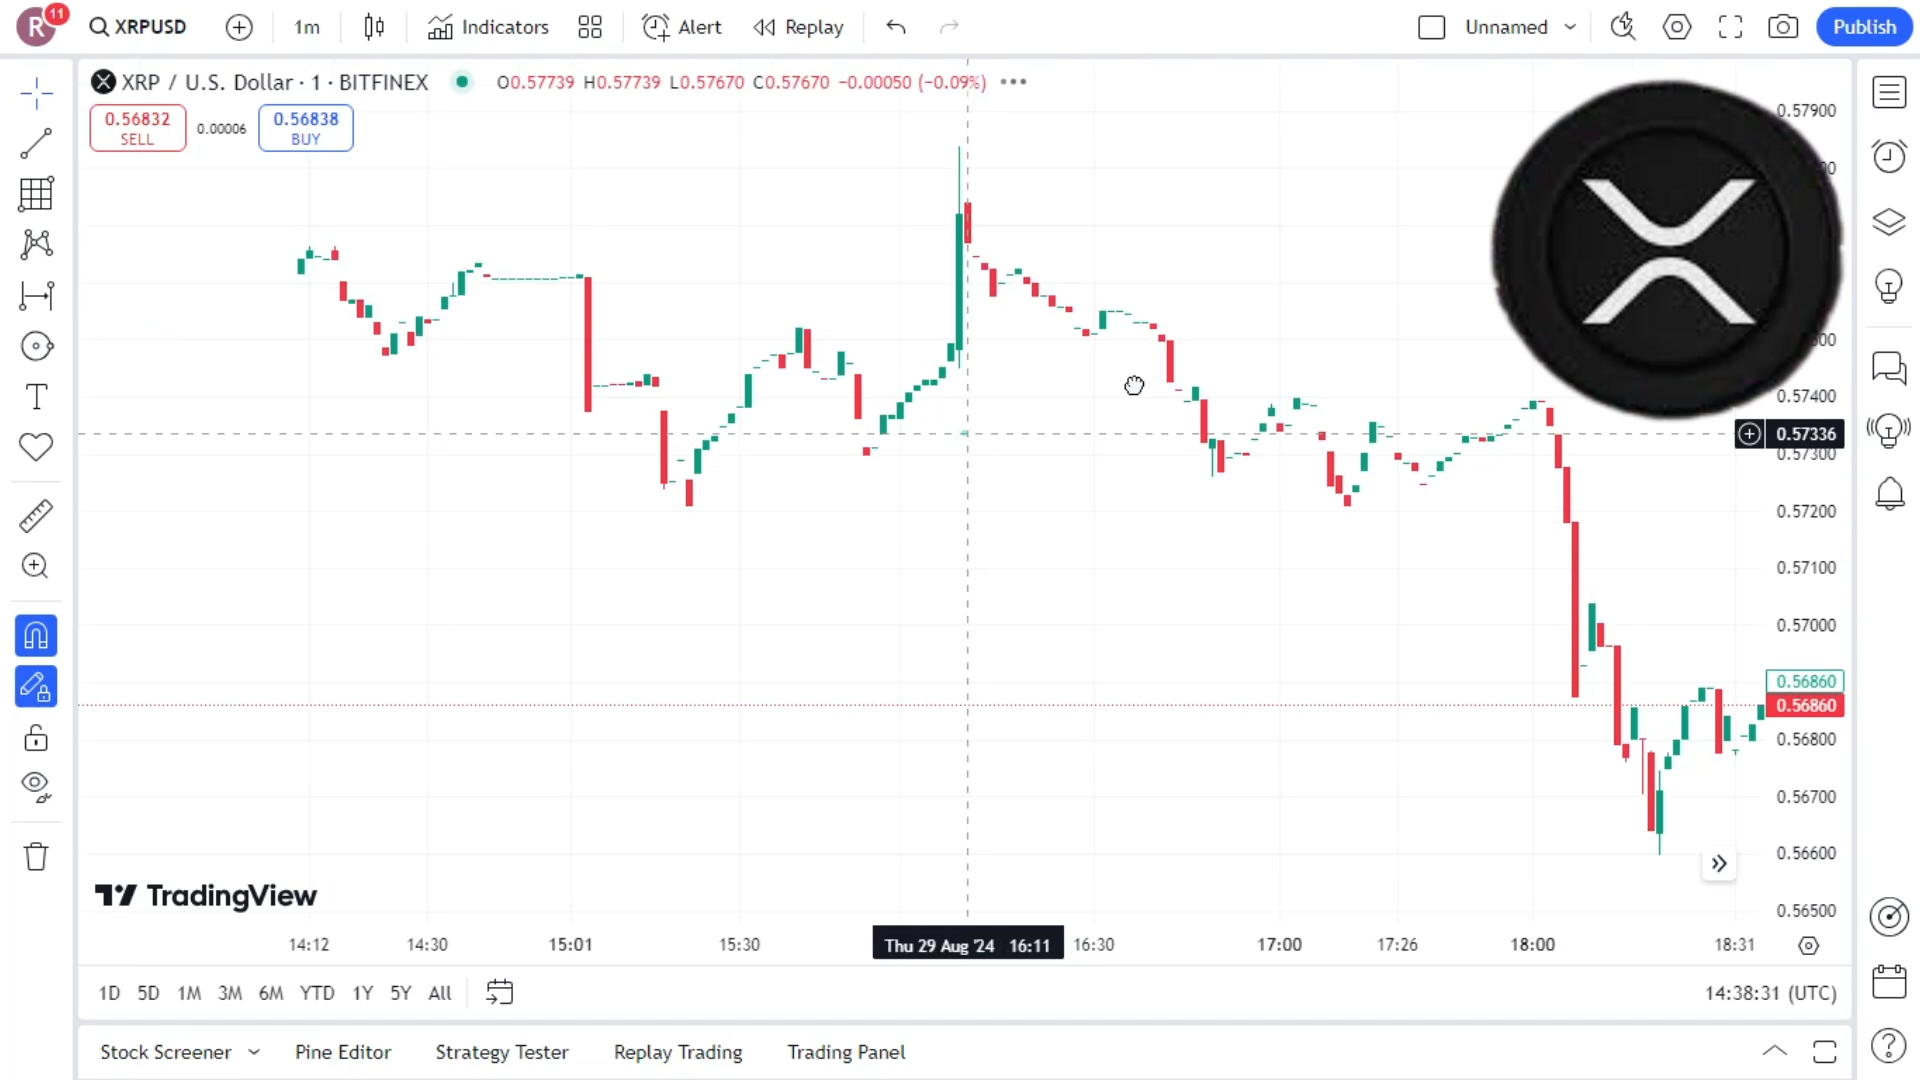 R 11 XRPUSD 1m Indicators Alert Replay Unnamed Publish
XRP / U.S. Dollar · 1 · BITFINEX O0.57739 H0.57739 L0.57670 C0.57670 −0.00050 (−0.09%)
0.56832 SELL 0.00006 0.56838 BUY
0.57900
0.57400
0.57336
0.57300
0.57200
0.57100
0.57000
0.56860
0.56860
0.56800
0.56700
0.56600
0.56500
TradingView
14:12 14:30 15:01 15:30 Thu 29 Aug '24 16:11 16:30 17:00 17:26 18:00 18:31
1D 5D 1M 3M 6M YTD 1Y 5Y All 14:38:31 (UTC)
Stock Screener Pine Editor Strategy Tester Replay Trading Trading Panel